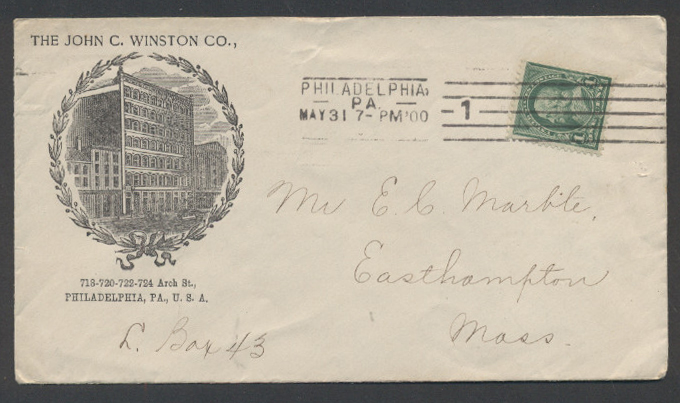 THE JOHN C. WINSTON CO.,
718-720-722-724 Arch St.,
PHILADELPHIA, PA., U. S. A.
PHILADELPHIA,
PA.
MAY 31 7-PM '00
1
Mr E. C. Marble,
Easthampton
Mass.
L. Box 43